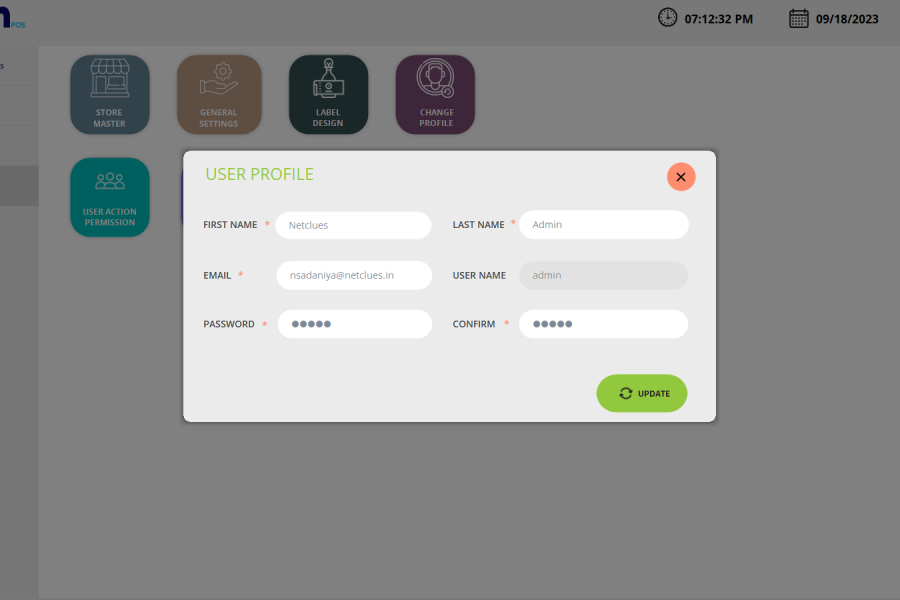 POS
07:12:32 PM
09/18/2023
s
STORE
MASTER
GENERAL
SETTINGS
LABEL
DESIGN
CHANGE
PROFILE
USER ACTION
PERMISSION
USER PROFILE
FIRST NAME * Netclues
LAST NAME * Admin
EMAIL * nsadaniya@netclues.in
USER NAME admin
PASSWORD * ●●●●●
CONFIRM * ●●●●●
UPDATE